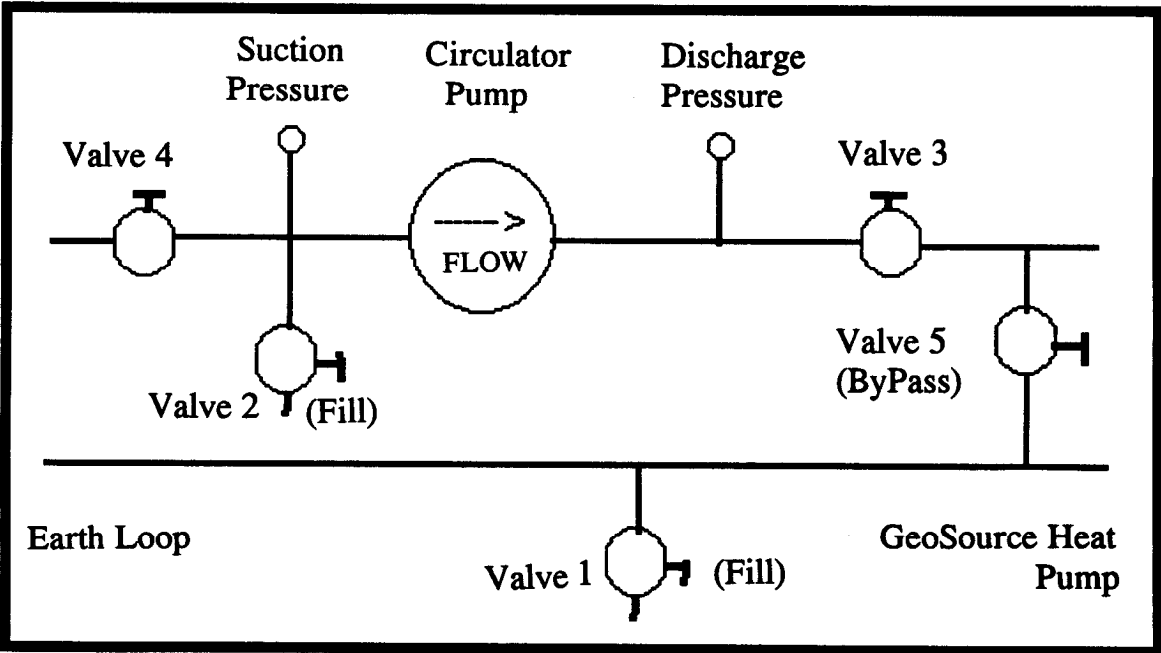 Suction
Pressure
Circulator
Pump
Discharge
Pressure
Valve 4
Valve 3
----->
FLOW
Valve 5
(ByPass)
Valve 2
(Fill)
Earth Loop
GeoSource Heat
Pump
Valve 1
(Fill)